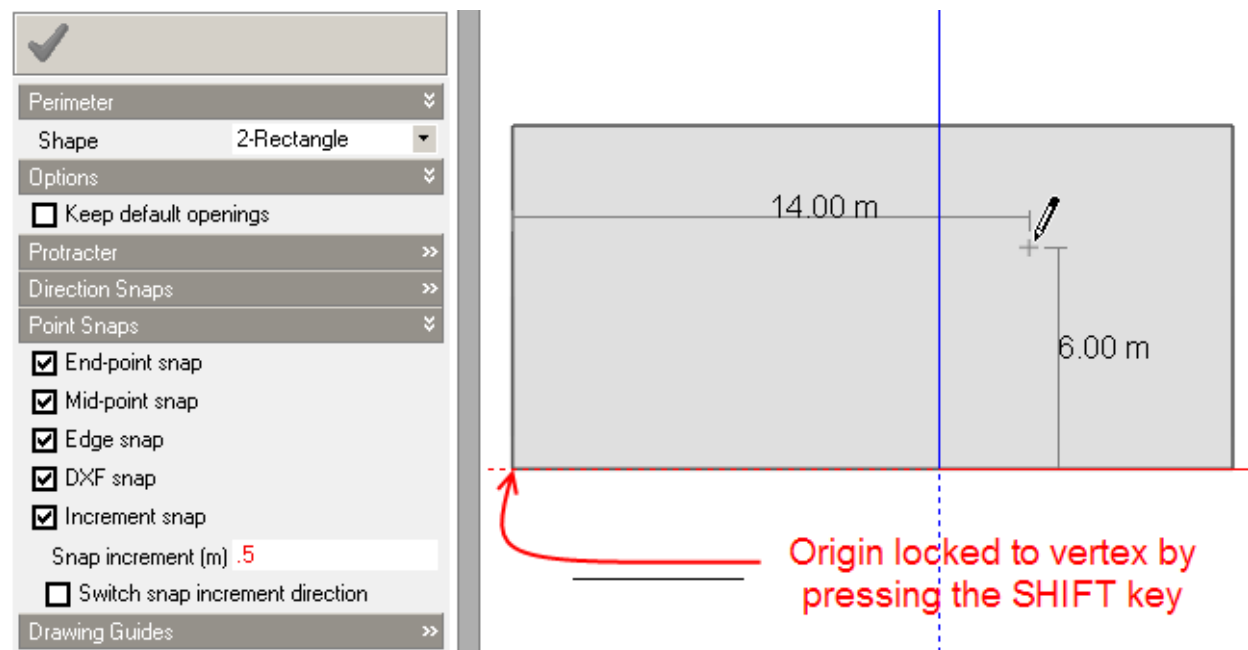 Perimeter
Shape 2-Rectangle
Options
Keep default openings
Protracter
Direction Snaps
Point Snaps
End-point snap
Mid-point snap
Edge snap
DXF snap
Increment snap
Snap increment (m) .5
Switch snap increment direction
Drawing Guides
14.00 m
6.00 m
Origin locked to vertex by
pressing the SHIFT key